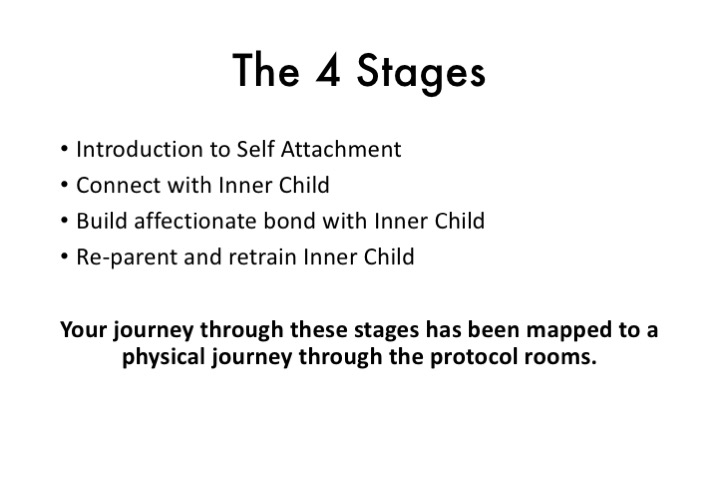 The 4 Stages
• Introduction to Self Attachment
• Connect with Inner Child
• Build affectionate bond with Inner Child
• Re-parent and retrain Inner Child
Your journey through these stages has been mapped to a
physical journey through the protocol rooms.